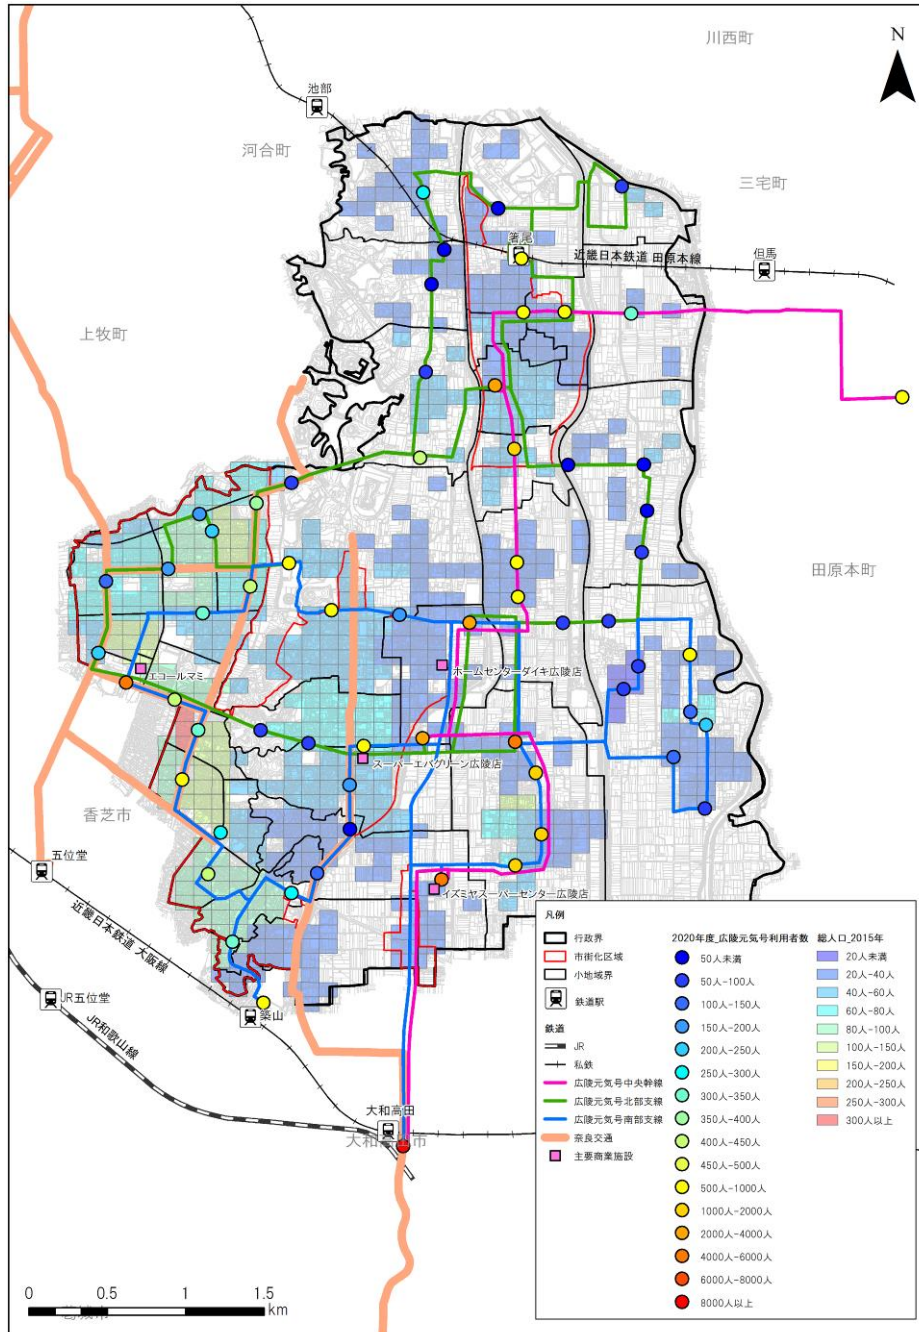 川西町
N
池部
河合町
三宅町
箸尾
近畿日本鉄道 田原本線
但馬
上牧町
田原本町
ホームセンターダイキ広陵店
エコールマミ
スーパーエバグリーン広陵店
香芝市
五位堂
イズミヤスーパーセンター広陵店
近畿日本鉄道 大阪線
JR五位堂
築山
JR和歌山線
大和高田
凡例
行政界
市街化区域
小地域界
鉄道駅
鉄道
JR
私鉄
広陵元気号中央幹線
広陵元気号北部支線
広陵元気号南部支線
奈良交通
主要商業施設
2020年度_広陵元気号利用者数
50人未満
50人-100人
100人-150人
150人-200人
200人-250人
250人-300人
300人-350人
350人-400人
400人-450人
450人-500人
500人-1000人
1000人-2000人
2000人-4000人
4000人-6000人
6000人-8000人
8000人以上
総人口_2015年
20人未満
20人-40人
40人-60人
60人-80人
80人-100人
100人-150人
150人-200人
200人-250人
250人-300人
300人以上
0 0.5 1 1.5
km